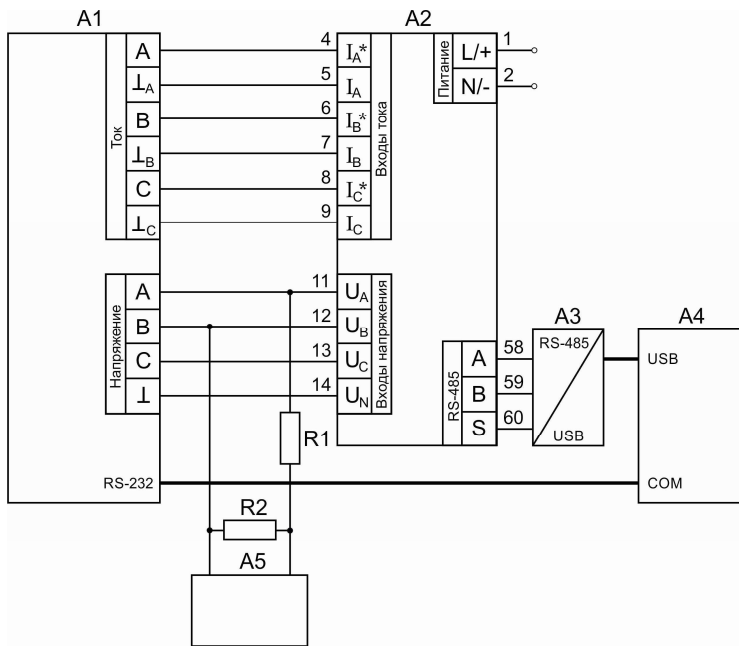 A1
A2
A
⊥A
B
⊥B
C
⊥C
Ток
4
5
6
7
8
9
IA*
IA
IB*
IB
IC*
IC
Входы тока
Питание
L/+
N/-
1
2
Напряжение
A
B
C
⊥
11
12
13
14
UA
UB
UC
UN
Входы напряжения
RS-485
A
B
S
58
59
60
A3
RS-485
USB
A4
USB
COM
RS-232
R1
R2
A5